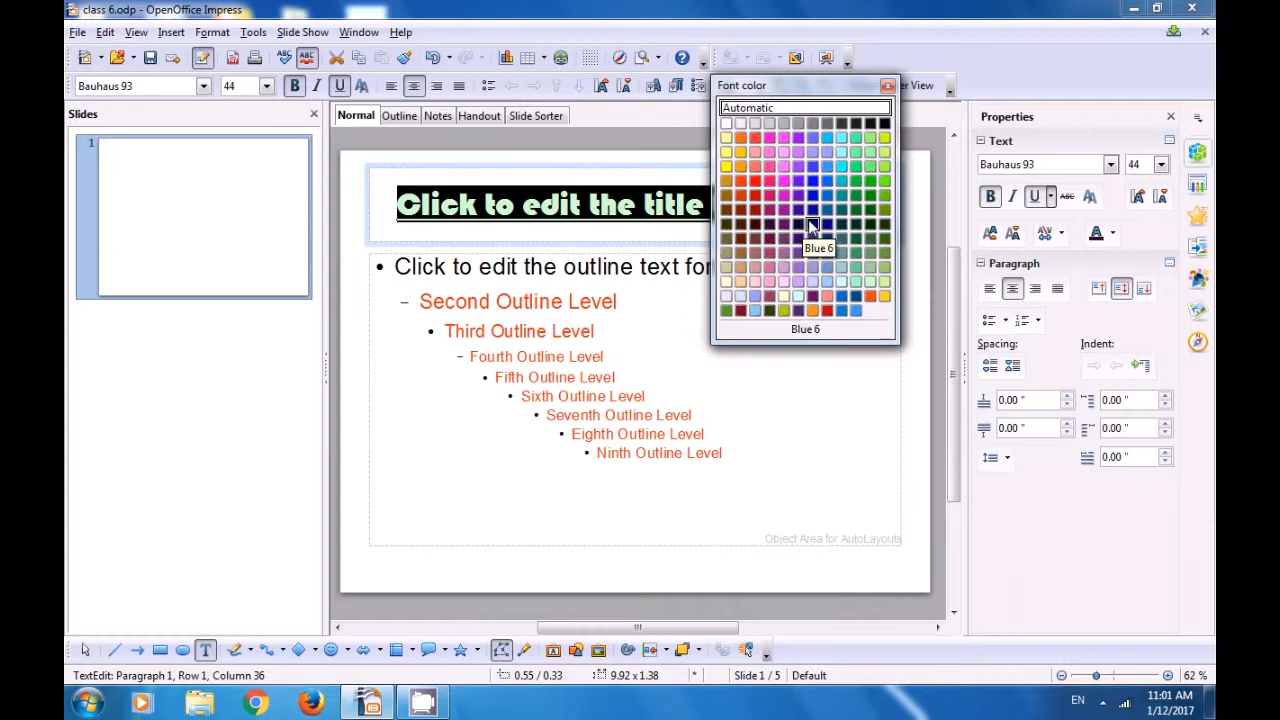 class 6.odp - OpenOffice Impress
File Edit View Insert Format Tools Slide Show Window Help
Bauhaus 93 44 er View
Font color
Automatic
Blue 6
Blue 6
Slides
1
Normal Outline Notes Handout Slide Sorter
Click to edit the title
• Click to edit the outline text for
– Second Outline Level
• Third Outline Level
– Fourth Outline Level
• Fifth Outline Level
• Sixth Outline Level
• Seventh Outline Level
• Eighth Outline Level
• Ninth Outline Level
Object Area for AutoLayouts
Properties
Text
Bauhaus 93 44
Paragraph
Spacing: Indent:
0.00 " 0.00 "
0.00 " 0.00 "
0.00 "
TextEdit: Paragraph 1, Row 1, Column 36 0.55 / 0.33 9.92 x 1.38 * Slide 1 / 5 Default 62 %
EN 11:01 AM
1/12/2017